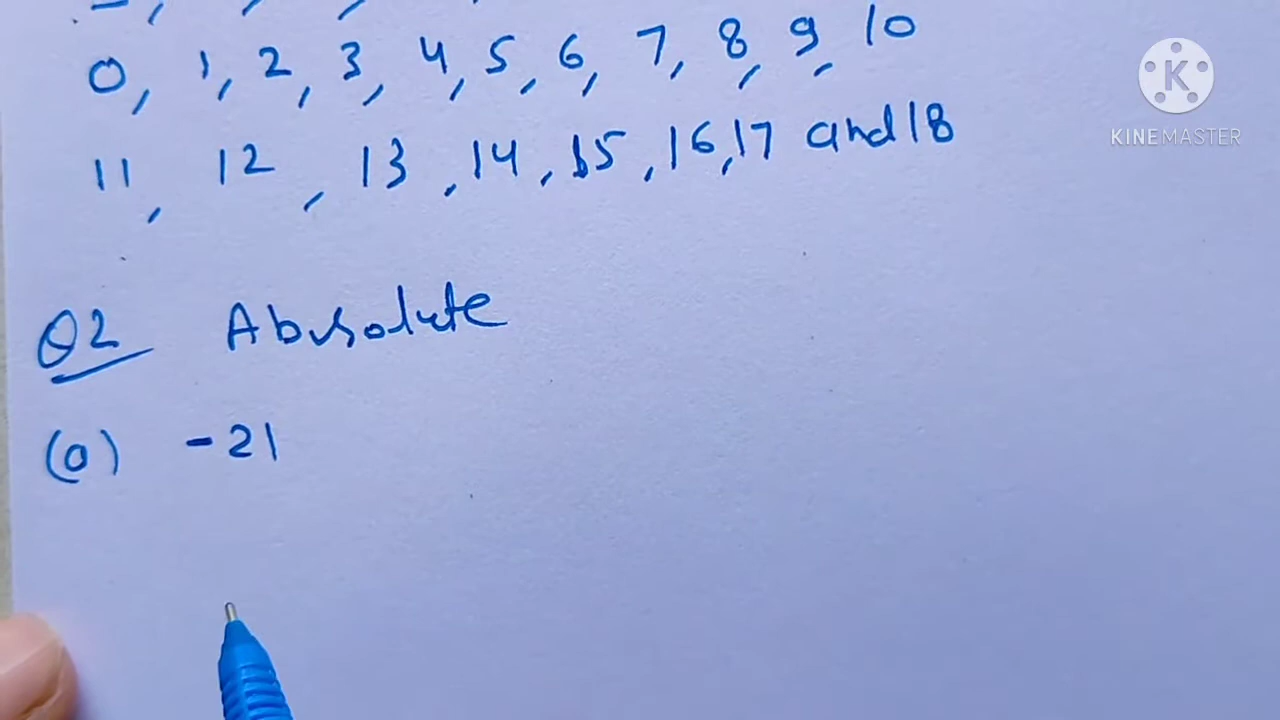 0, 1, 2, 3, 4, 5, 6, 7, 8, 9, 10
11, 12, 13, 14, 15, 16, 17 and 18
Q2 Absolute
(a) -21
K
KINEMASTER